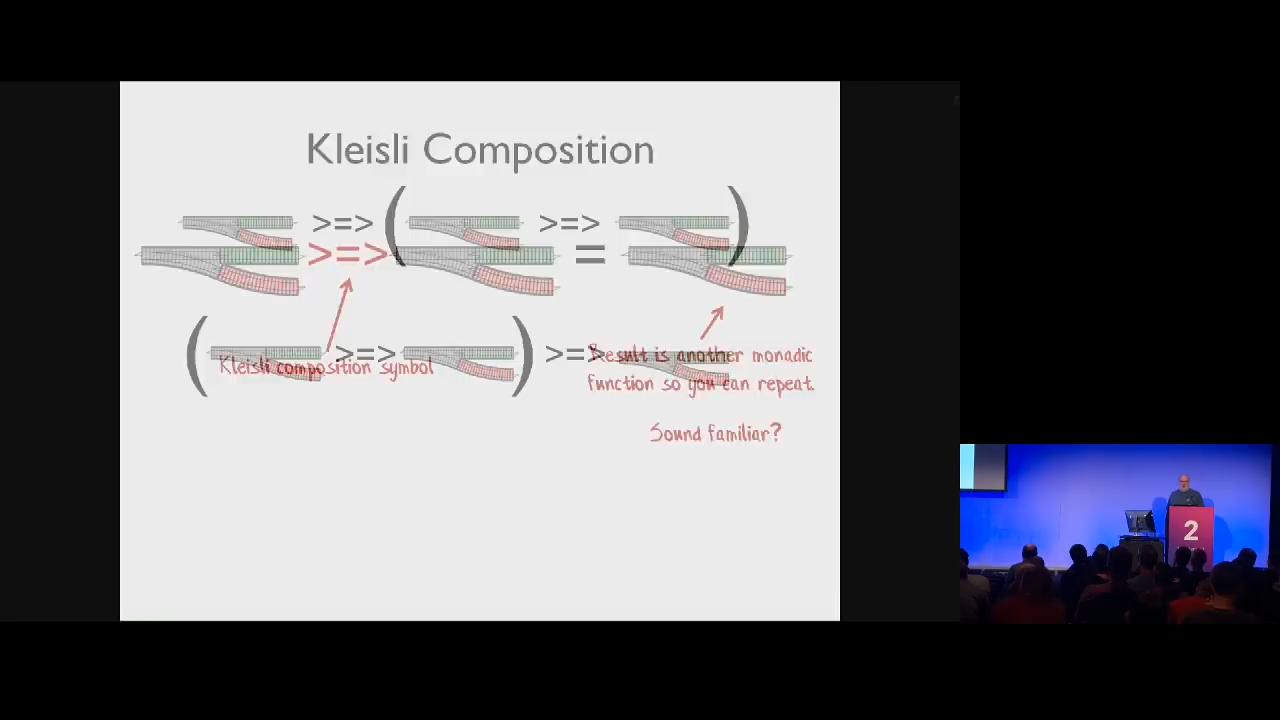 Kleisli Composition
>=> ( >=> )
>=> =
( >=> ) >=>
Kleisli composition symbol
Result is another monadic
function so you can repeat.
Sound familiar?
2